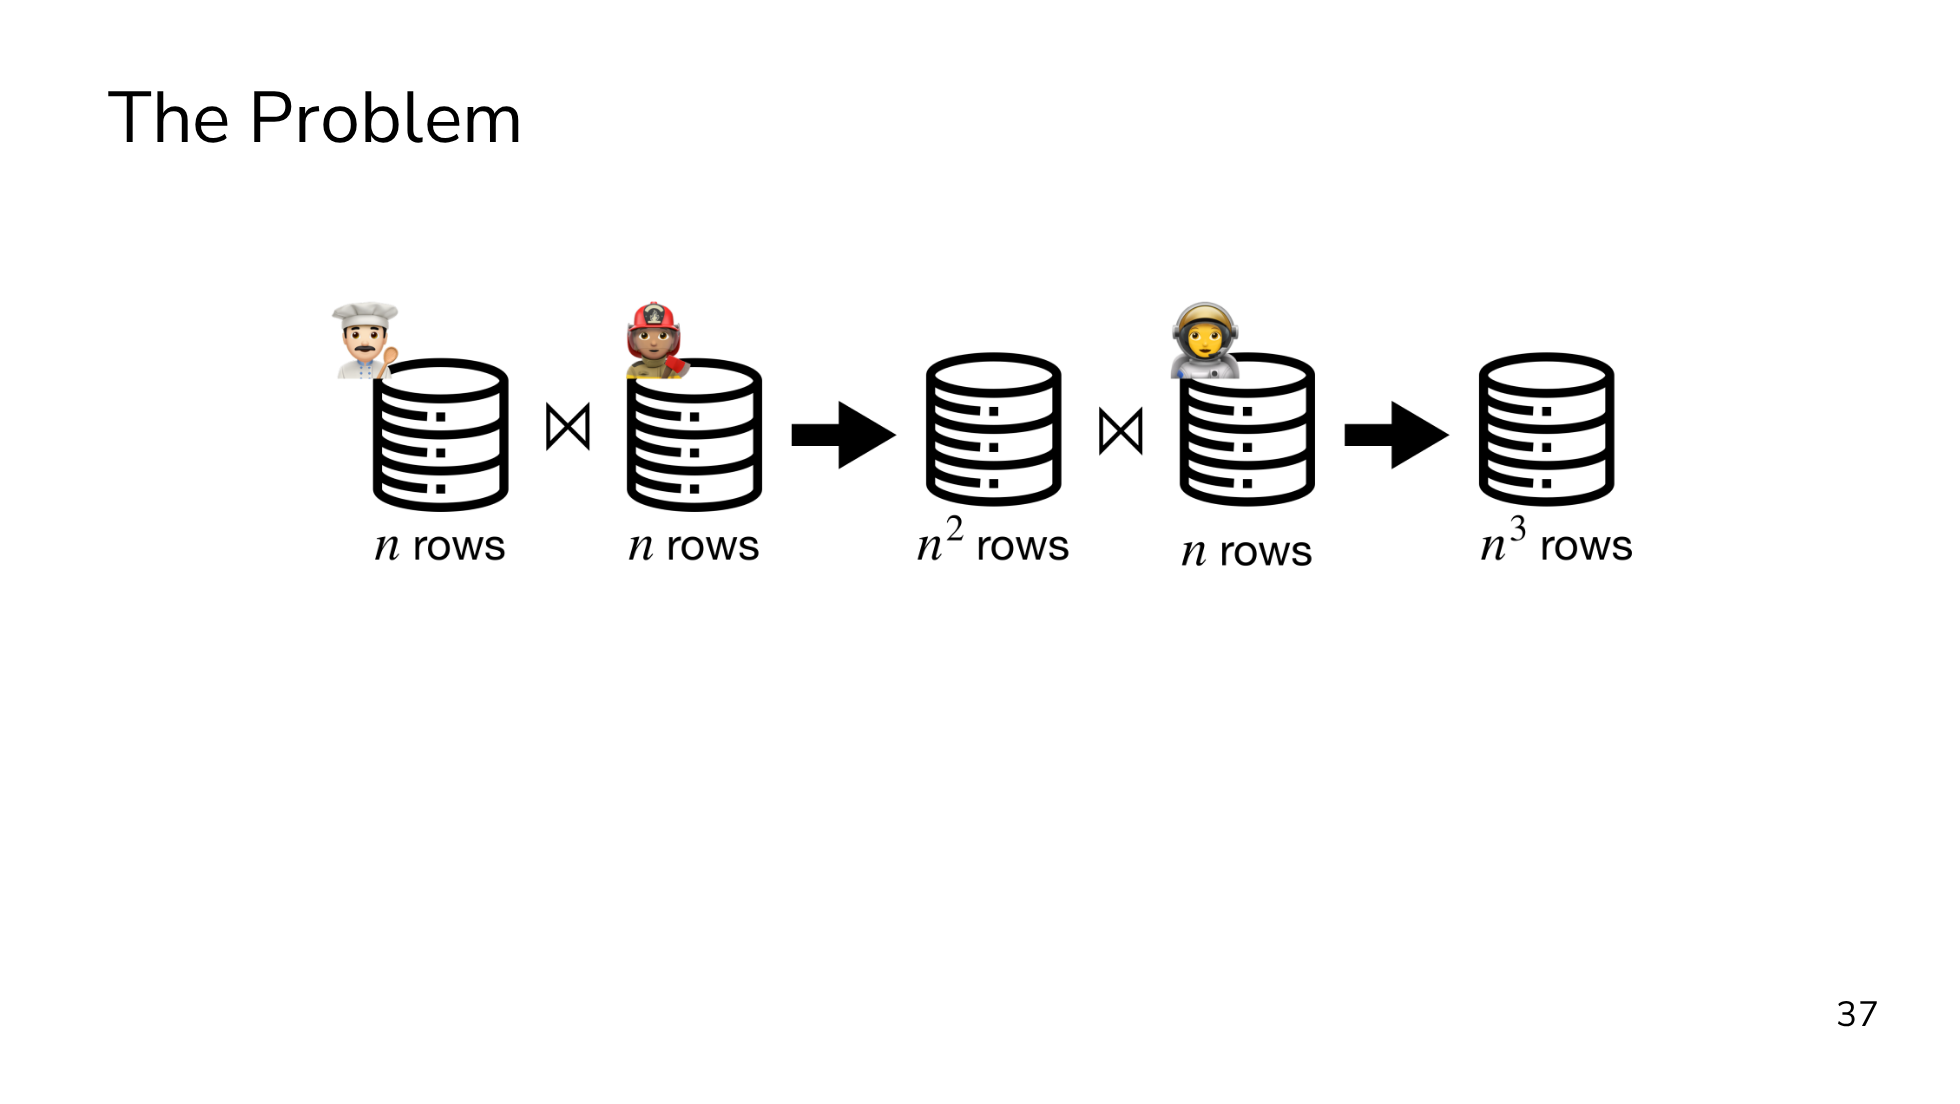 The Problem
⋈ ⋈
n rows n rows n² rows n rows n³ rows
37